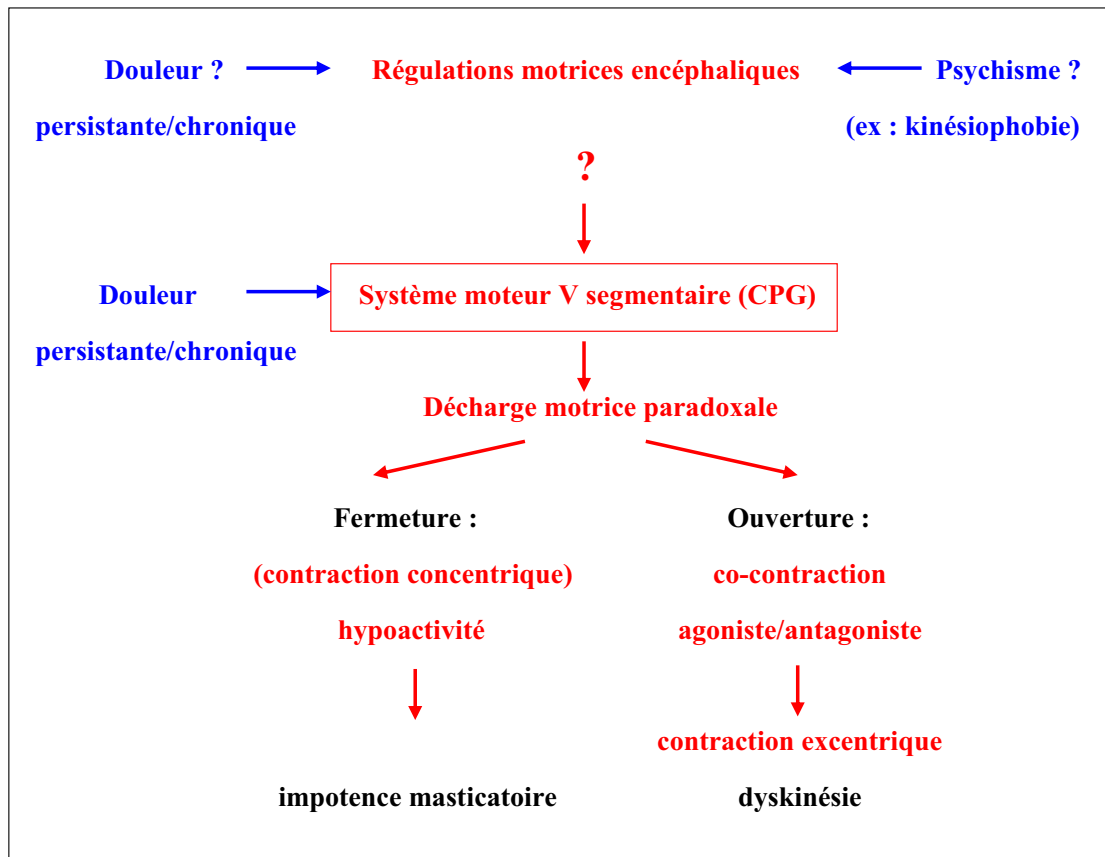 Douleur ? Régulations motrices encéphaliques Psychisme ?
persistante/chronique (ex : kinésiophobie)
?
Douleur Système moteur V segmentaire (CPG)
persistante/chronique
Décharge motrice paradoxale
Fermeture : Ouverture :
(contraction concentrique) co-contraction
hypoactivité agoniste/antagoniste
contraction excentrique
impotence masticatoire dyskinésie